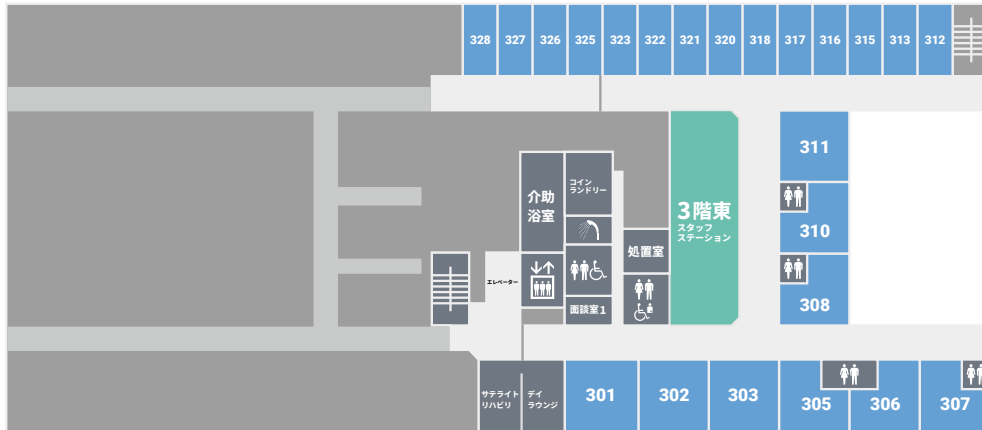 328 327 326 325 323 322 321 320 318 317 316 315 313 312
311
コイン
ランドリー
介助
浴室
3階東
スタッフ
ステーション
310
処置室
エレベーター
308
面談室1
サテライト
リハビリ
デイ
ラウンジ
301 302 303 305 306 307